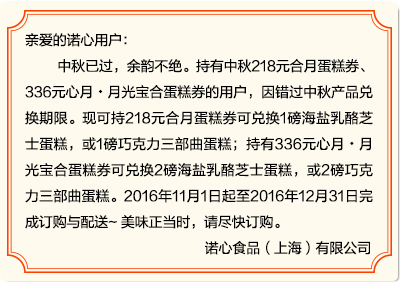 亲爱的诺心用户：
中秋已过，余韵不绝。持有中秋218元合月蛋糕券、
336元心月·月光宝合蛋糕券的用户，因错过中秋产品兑
换期限。现可持218元合月蛋糕券可兑换1磅海盐乳酪芝
士蛋糕，或1磅巧克力三部曲蛋糕；持有336元心月·月
光宝合蛋糕券可兑换2磅海盐乳酪芝士蛋糕，或2磅巧克
力三部曲蛋糕。2016年11月1日起至2016年12月31日完
成订购与配送~ 美味正当时，请尽快订购。
诺心食品（上海）有限公司